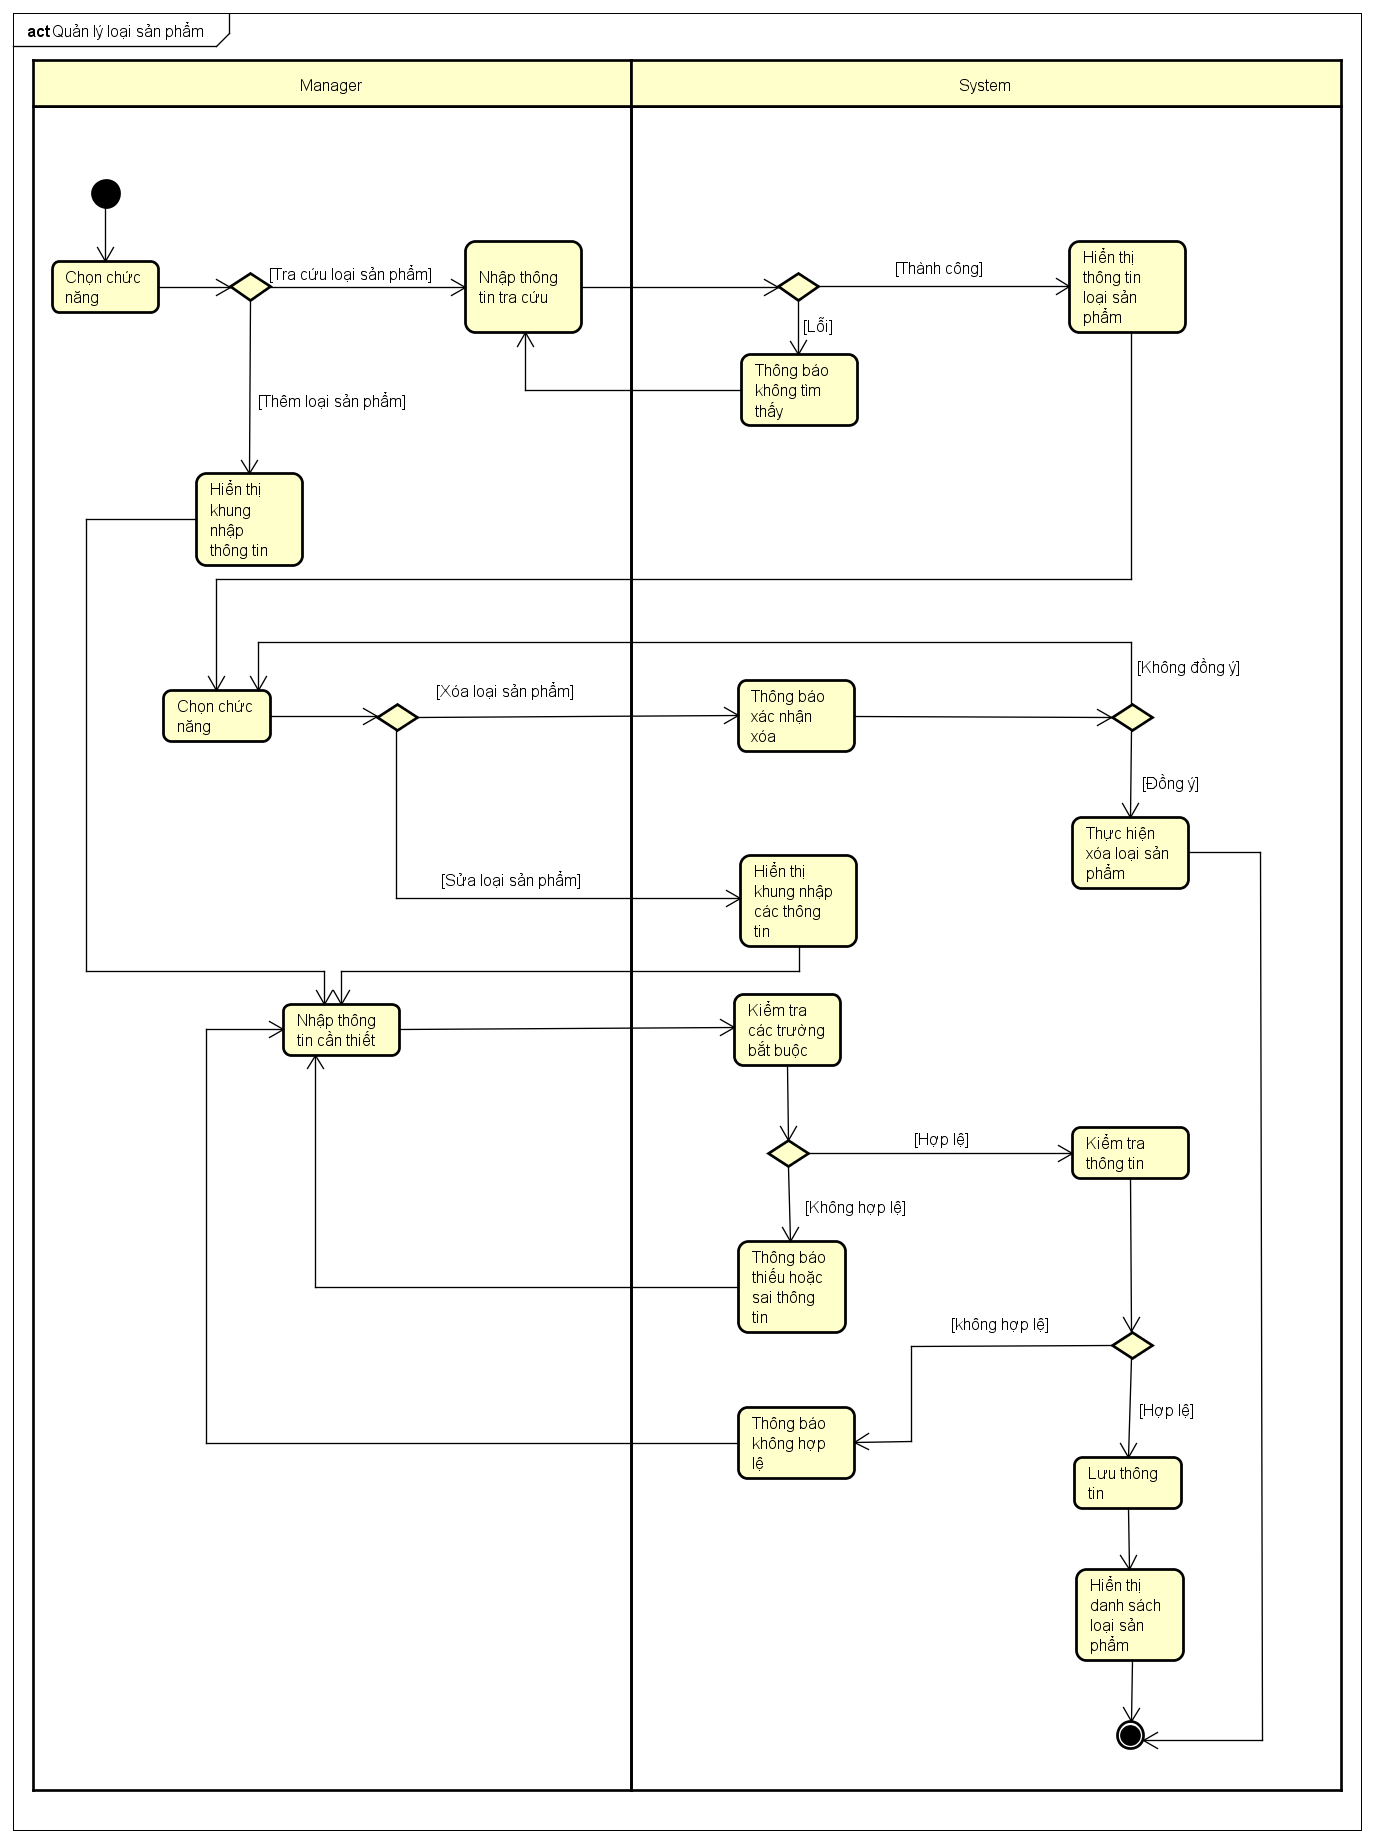 act Quản lý loại sản phẩm
Manager
System
Chọn chức
năng
[Tra cứu loại sản phẩm]
Nhập thông
tin tra cứu
[Thành công]
Hiển thị
thông tin
loại sản
phẩm
[Lỗi]
Thông báo
không tìm
thấy
[Thêm loại sản phẩm]
Hiển thị
khung
nhập
thông tin
[Không đồng ý]
Chọn chức
năng
[Xóa loại sản phẩm]
Thông báo
xác nhận
xóa
[Đồng ý]
Thực hiện
xóa loại sản
phẩm
[Sửa loại sản phẩm]
Hiển thị
khung nhập
các thông
tin
Nhập thông
tin cần thiết
Kiểm tra
các trường
bắt buộc
[Hợp lệ]
Kiểm tra
thông tin
[Không hợp lệ]
Thông báo
thiếu hoặc
sai thông
tin
[không hợp lệ]
Thông báo
không hợp
lệ
[Hợp lệ]
Lưu thông
tin
Hiển thị
danh sách
loại sản
phẩm